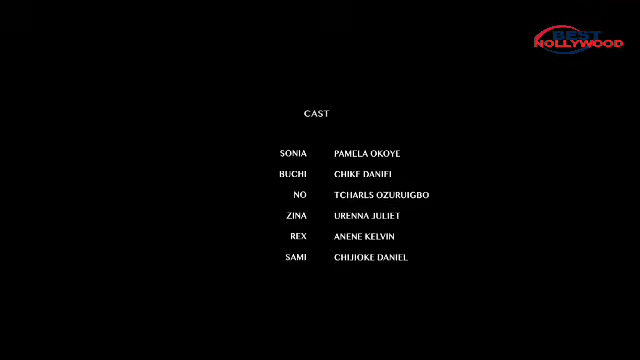 BEST
NOLLYWOOD
CAST
SONIA PAMELA OKOYE
BUCHI CHIKE DANIEL
NO TCHARLS OZURUIGBO
ZINA URENNA JULIET
REX ANENE KELVIN
SAMI CHIJIOKE DANIEL